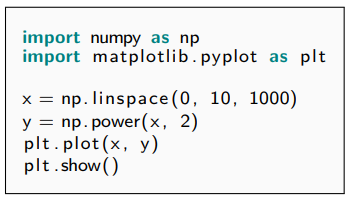 import numpy as np
import matplotlib.pyplot as plt

x = np.linspace(0, 10, 1000)
y = np.power(x, 2)
plt.plot(x, y)
plt.show()